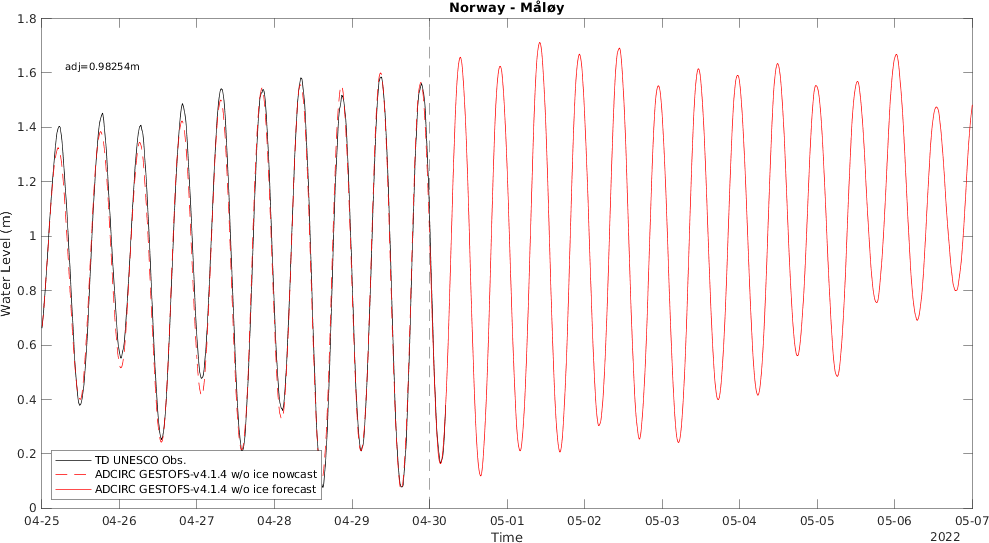 Norway - Måløy
1.8
1.6
1.4
1.2
1
0.8
0.6
0.4
0.2
0
Water Level (m)
adj=0.98254m
TD UNESCO Obs.
ADCIRC GESTOFS-v4.1.4 w/o ice nowcast
ADCIRC GESTOFS-v4.1.4 w/o ice forecast
04-25 04-26 04-27 04-28 04-29 04-30 05-01 05-02 05-03 05-04 05-05 05-06 05-07
Time
2022